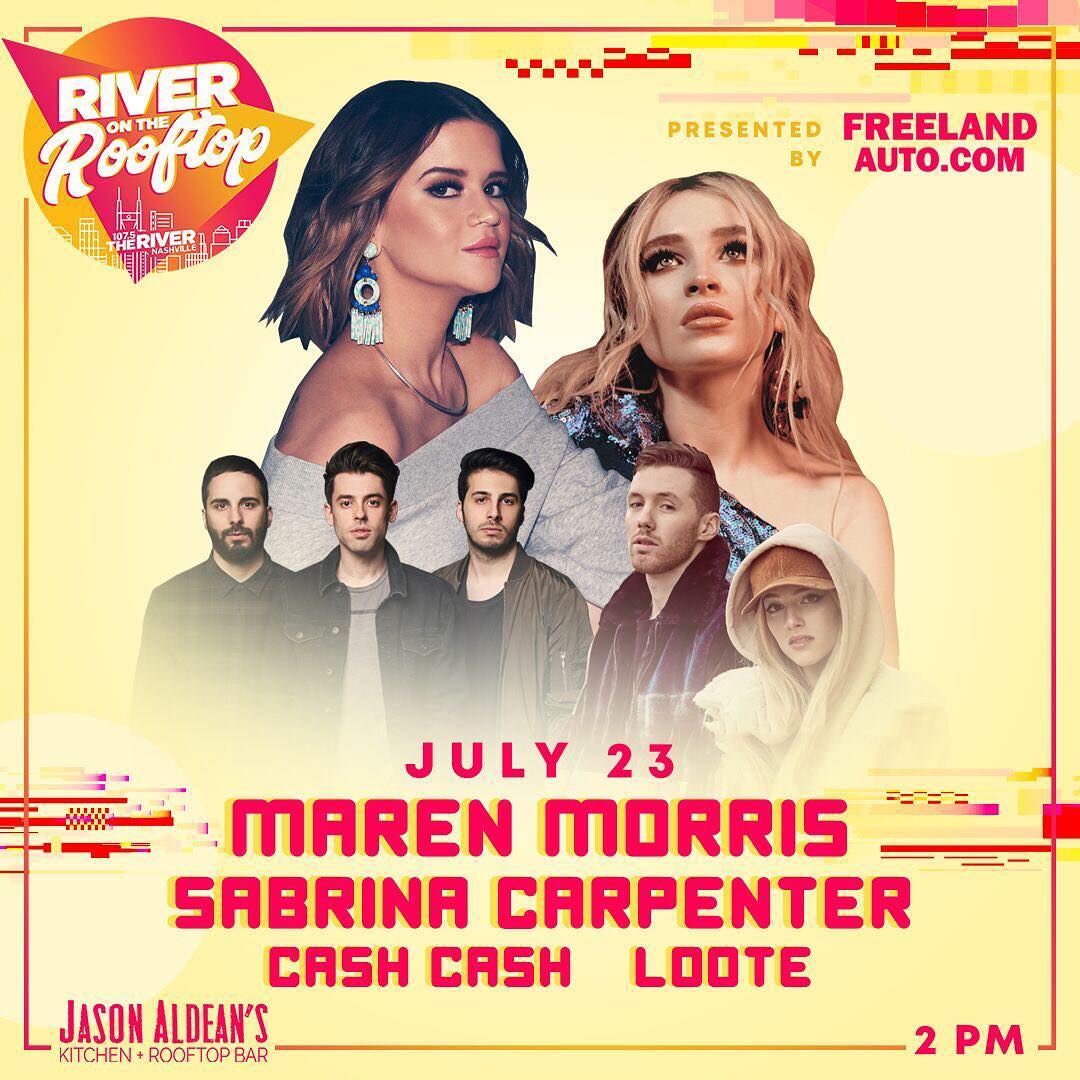 RIVER
ON THE
Rooftop
107.5
THE RIVER
NASHVILLE
PRESENTED
BY
FREELAND
AUTO.COM
JULY 23
MAREN MORRIS
SABRINA CARPENTER
CASH CASH LOOTE
JASON ALDEAN'S
KITCHEN + ROOFTOP BAR
2 PM